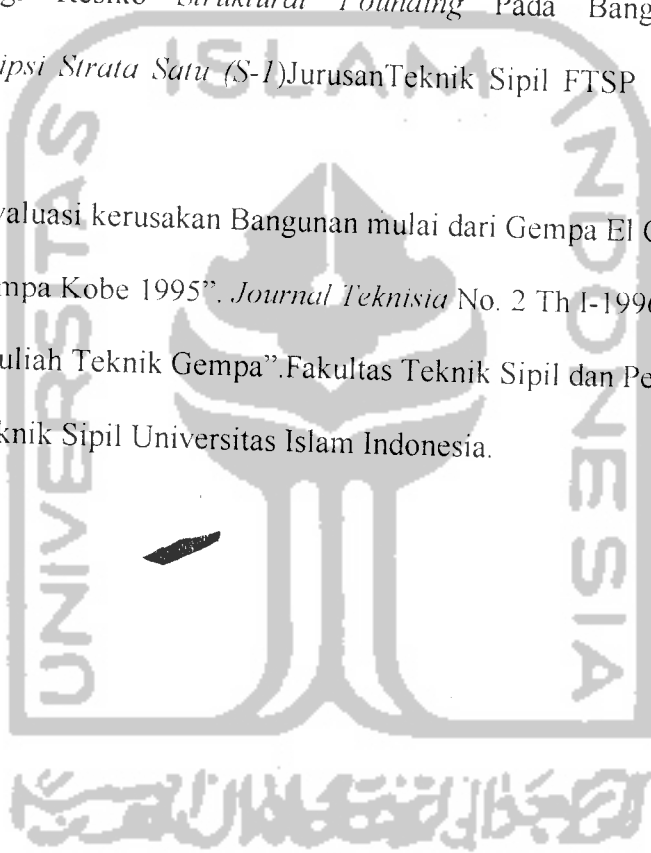 Resiko Struktural Pounding Pada Bang
ipsi Strata Satu (S-1)JurusanTeknik Sipil FTSP
valuasi kerusakan Bangunan mulai dari Gempa El
mpa Kobe 1995”. Journal Teknisia No. 2 Th I-1996
uliah Teknik Gempa”.Fakultas Teknik Sipil dan Pe
knik Sipil Universitas Islam Indonesia.
ISLAM
UNIVERSITAS
INDONESIA